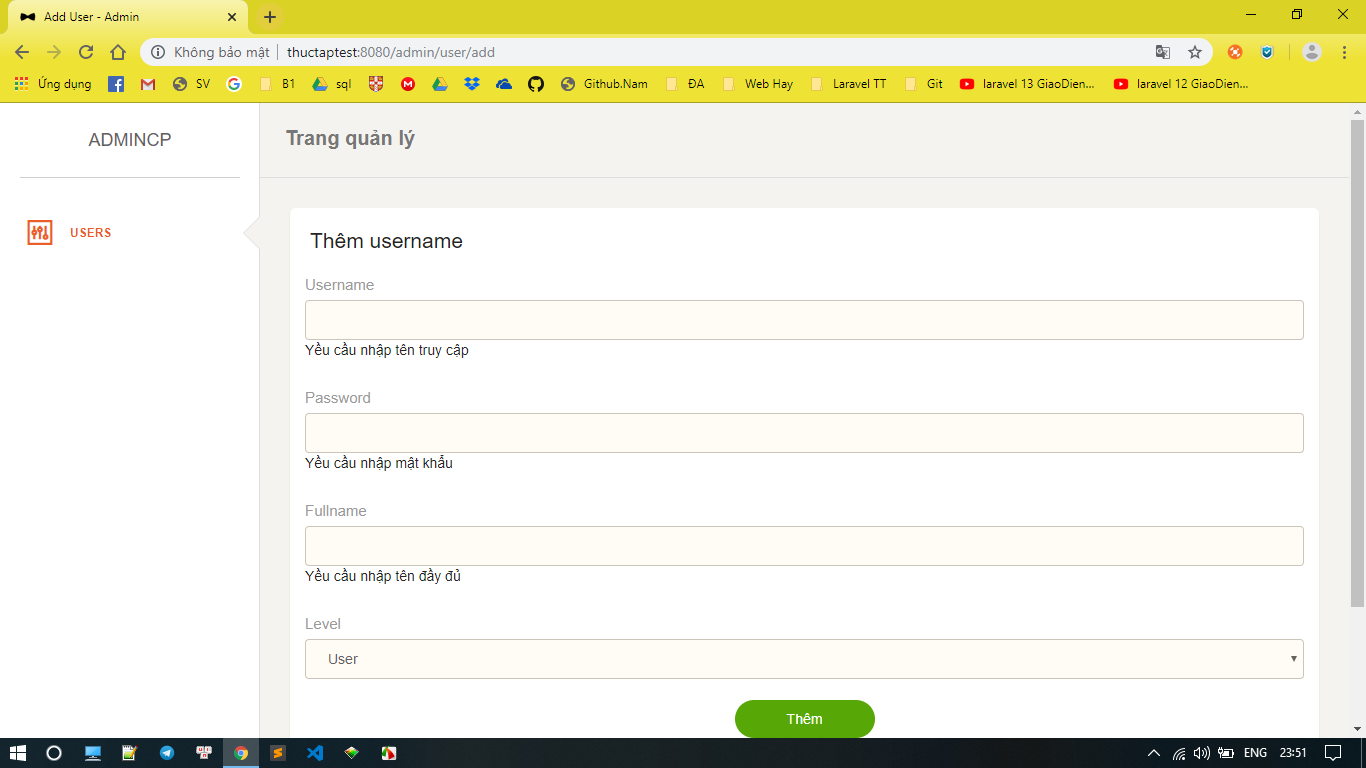 Add User - Admin
Không bảo mật thuctaptest:8080/admin/user/add
Ứng dụng SV B1 sql Github.Nam ĐA Web Hay Laravel TT Git laravel 13 GiaoDien... laravel 12 GiaoDien...
ADMINCP
Trang quản lý
USERS
Thêm username
Username
Yều cầu nhập tên truy cập
Password
Yều cầu nhập mật khẩu
Fullname
Yều cầu nhập tên đầy đủ
Level
User
Thêm
ENG 23:51